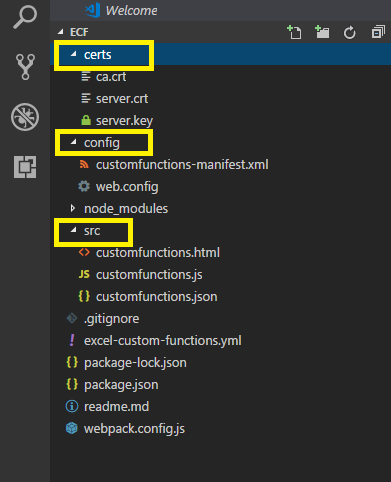 Welcome
ECF
certs
ca.crt
server.crt
server.key
config
customfunctions-manifest.xml
web.config
node_modules
src
customfunctions.html
JS customfunctions.js
{} customfunctions.json
.gitignore
! excel-custom-functions.yml
{} package-lock.json
{} package.json
readme.md
webpack.config.js